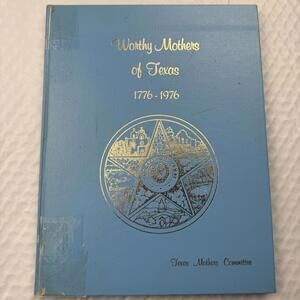 Worthy Mothers
of Texas
1776-1976
Texas Mothers Committee